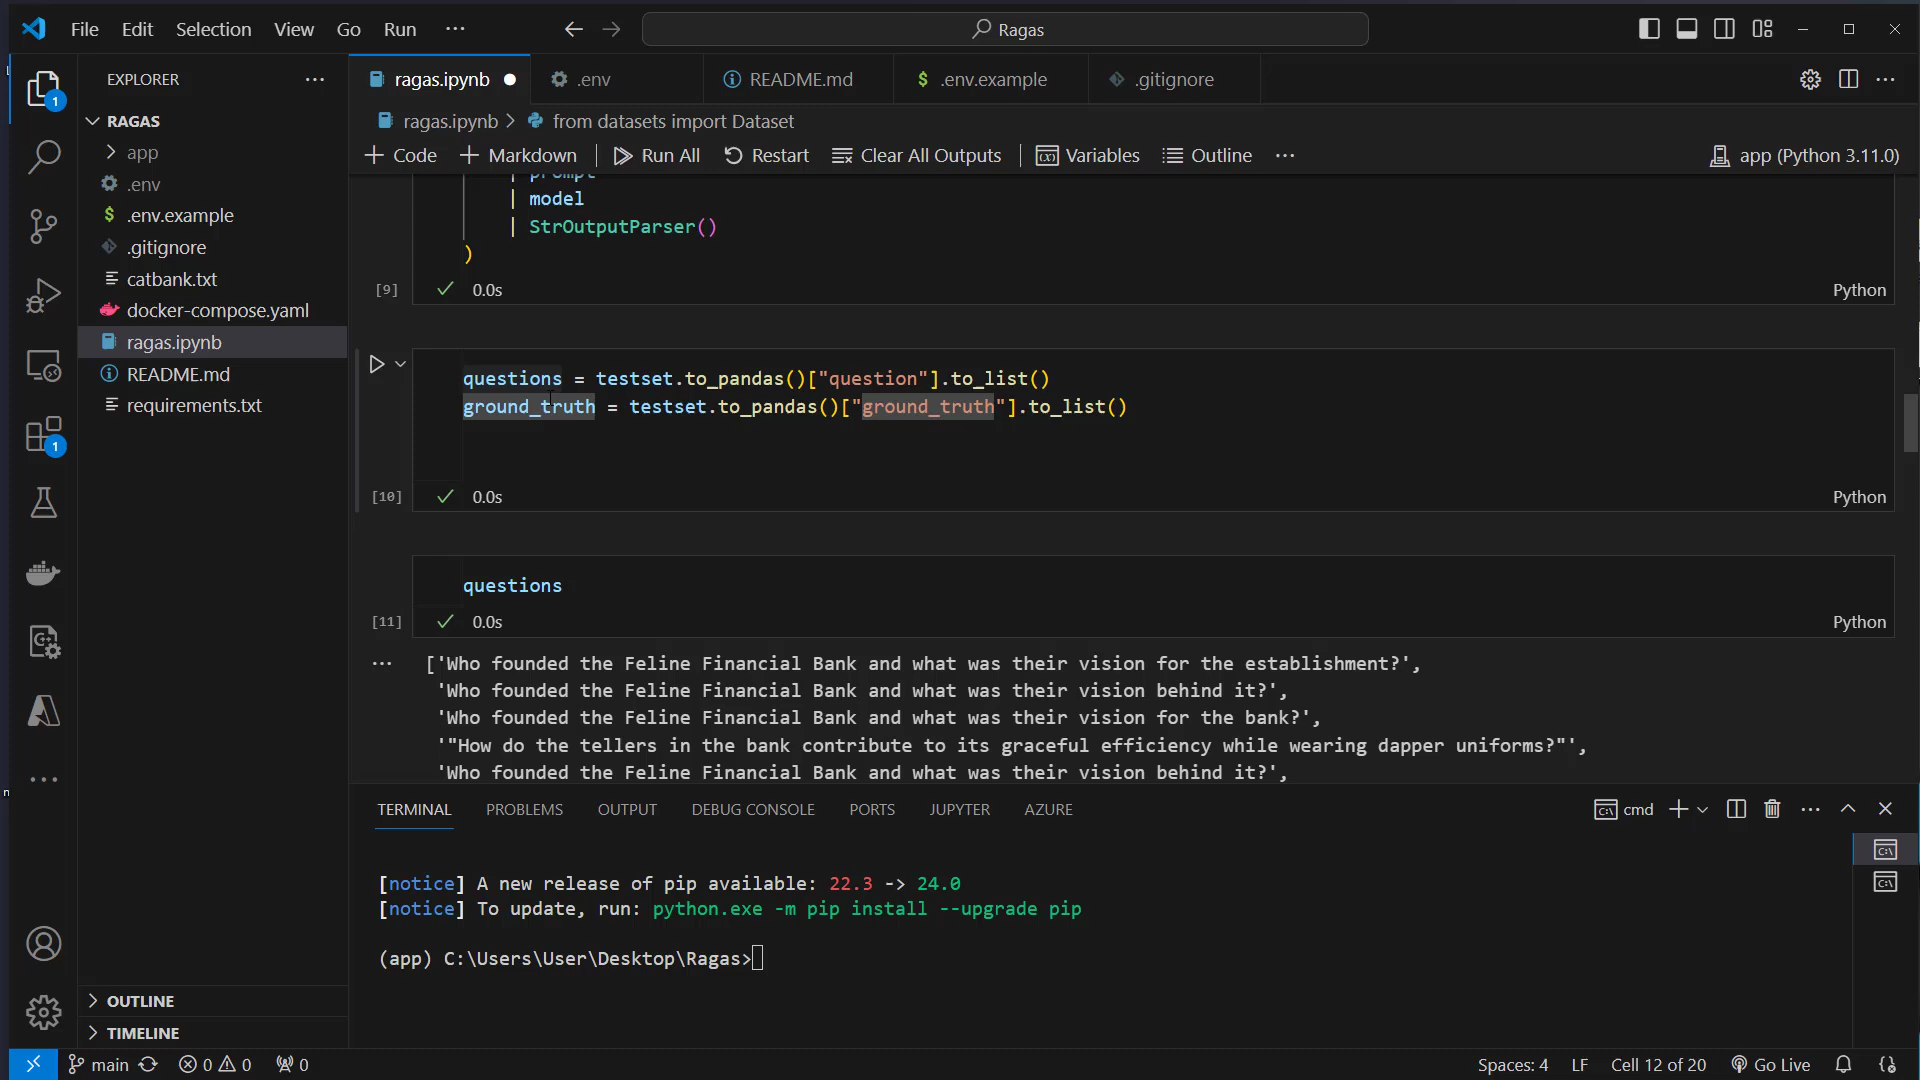 File Edit Selection View Go Run ···
Ragas
EXPLORER
ragas.ipynb
.env
README.md
.env.example
.gitignore
RAGAS
ragas.ipynb > from datasets import Dataset
+ Code + Markdown Run All Restart Clear All Outputs Variables Outline ··· app (Python 3.11.0)
app
.env
.env.example
.gitignore
catbank.txt
docker-compose.yaml
ragas.ipynb
README.md
requirements.txt
| prompt
| model
| StrOutputParser()
)
[9] 0.0s Python
questions = testset.to_pandas()["question"].to_list()
ground_truth = testset.to_pandas()["ground_truth"].to_list()
[10] 0.0s Python
questions
[11] 0.0s Python
['Who founded the Feline Financial Bank and what was their vision for the establishment?',
'Who founded the Feline Financial Bank and what was their vision behind it?',
'Who founded the Feline Financial Bank and what was their vision for the bank?',
'"How do the tellers in the bank contribute to its graceful efficiency while wearing dapper uniforms?"',
'Who founded the Feline Financial Bank and what was their vision behind it?',
TERMINAL PROBLEMS OUTPUT DEBUG CONSOLE PORTS JUPYTER AZURE
cmd
[notice] A new release of pip available: 22.3 -> 24.0
[notice] To update, run: python.exe -m pip install --upgrade pip
(app) C:\Users\User\Desktop\Ragas>
OUTLINE
TIMELINE
main 0 0 0 Spaces: 4 LF Cell 12 of 20 Go Live
1
1